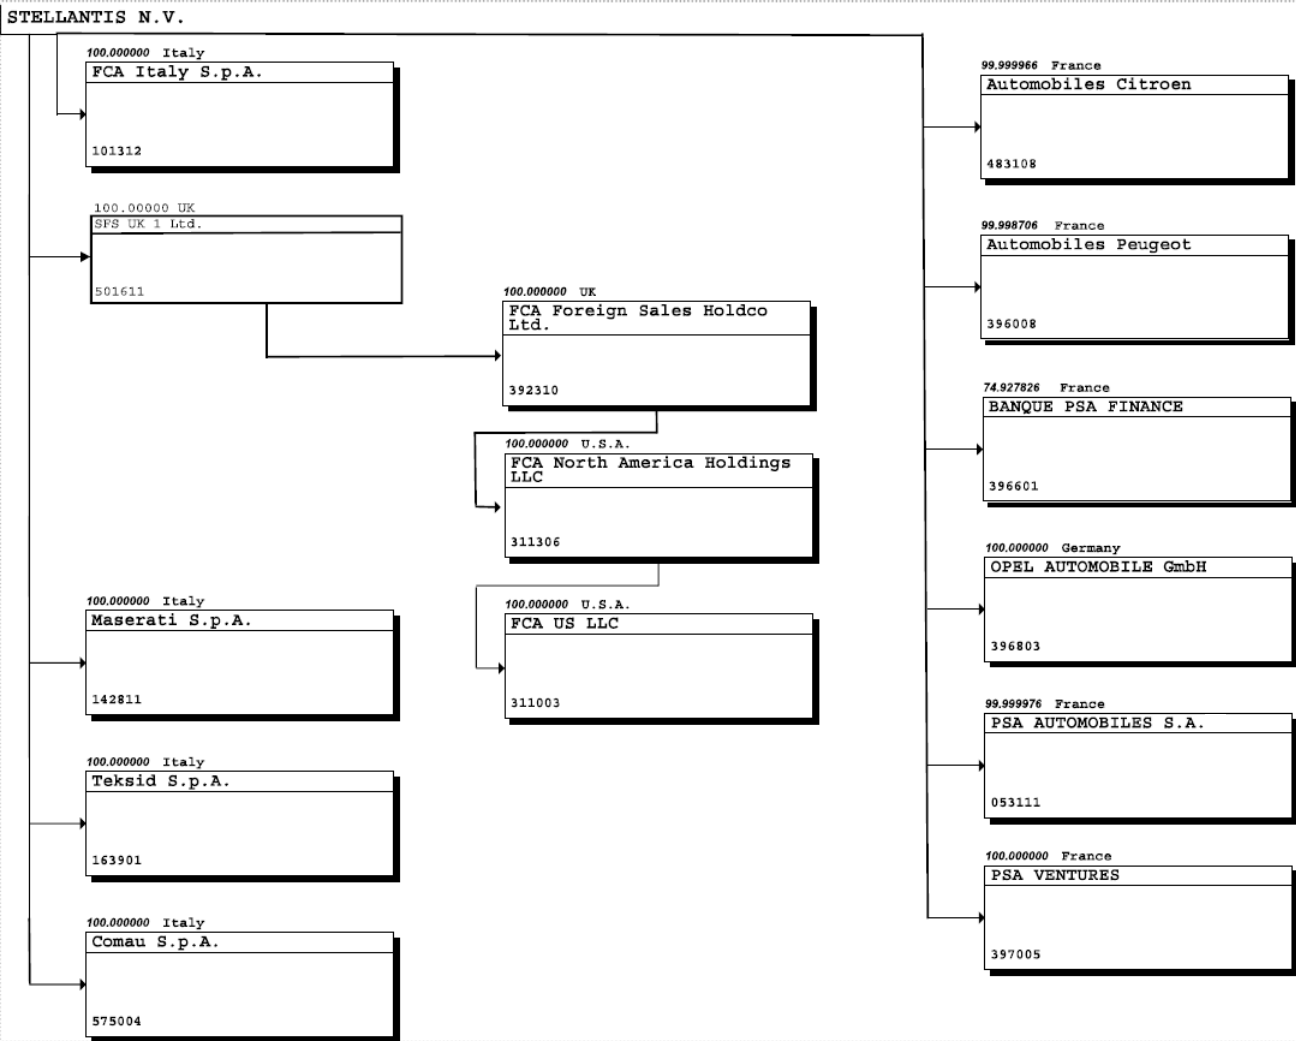 STELLANTIS N.V.
100.000000 Italy
FCA Italy S.p.A.
101312
100.00000 UK
SFS UK 1 Ltd.
501611
100.000000 UK
FCA Foreign Sales Holdco
Ltd.
392310
100.000000 U.S.A.
FCA North America Holdings
LLC
311306
100.000000 U.S.A.
FCA US LLC
311003
100.000000 Italy
Maserati S.p.A.
142811
100.000000 Italy
Teksid S.p.A.
163901
100.000000 Italy
Comau S.p.A.
575004
99.999966 France
Automobiles Citroen
483108
99.998706 France
Automobiles Peugeot
396008
74.927826 France
BANQUE PSA FINANCE
396601
100.000000 Germany
OPEL AUTOMOBILE GmbH
396803
99.999976 France
PSA AUTOMOBILES S.A.
053111
100.000000 France
PSA VENTURES
397005